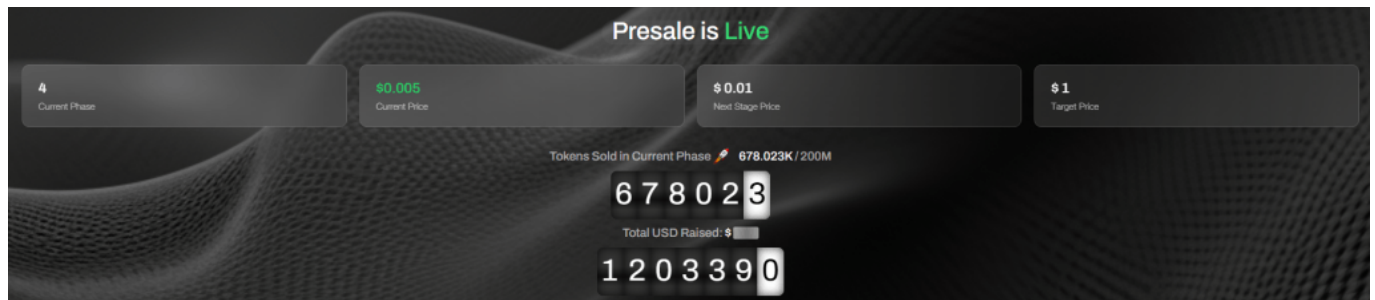 Presale is Live
4
Current Phase
$0.005
Current Price
$0.01
Next Stage Price
$1
Target Price
Tokens Sold in Current Phase 🚀 678.023K/200M
678023
Total USD Raised: $
1203390